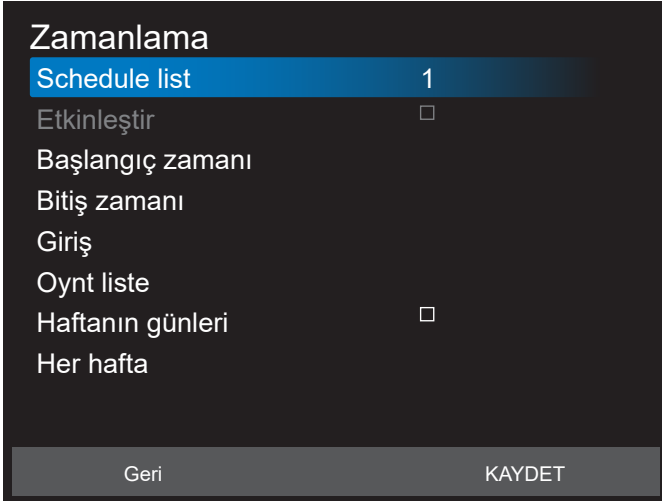 Zamanlama
Schedule list 1
Etkinleştir
Başlangıç zamanı
Bitiş zamanı
Giriş
Oynt liste
Haftanın günleri
Her hafta
Geri KAYDET